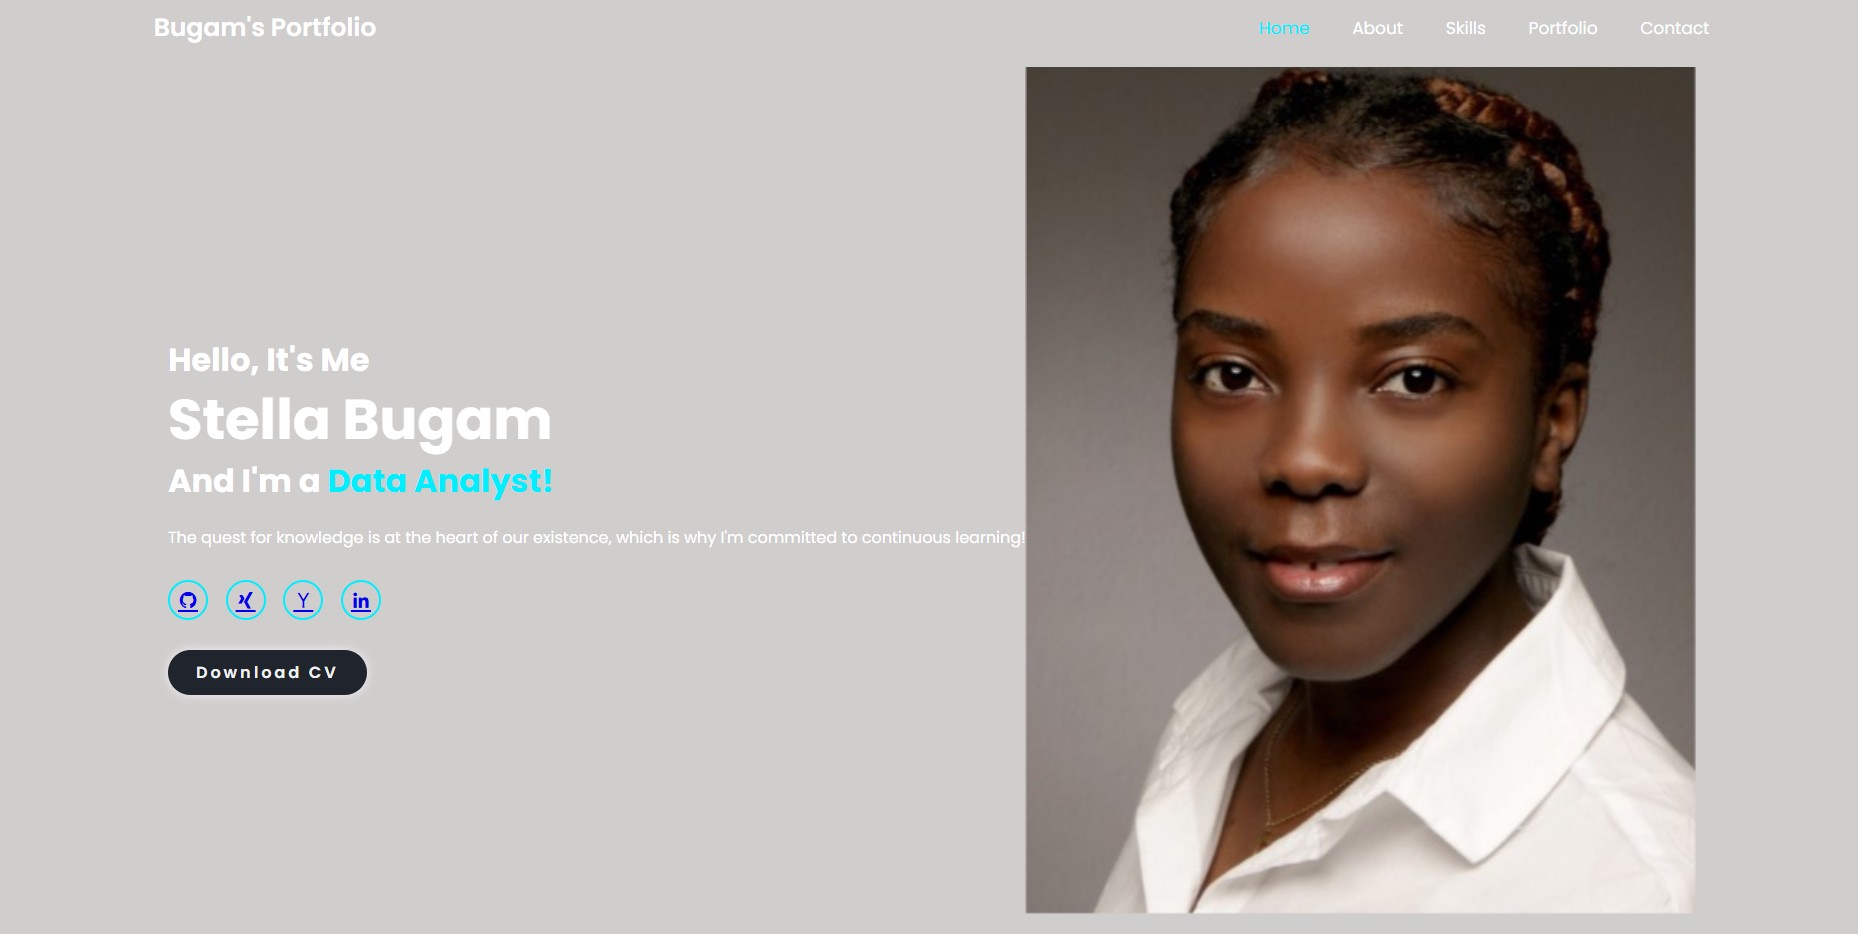 Bugam's Portfolio
Home About Skills Portfolio Contact
Hello, It's Me
Stella Bugam
And I'm a Data Analyst!
The quest for knowledge is at the heart of our existence, which is why I'm committed to continuous learning!
in
Download CV